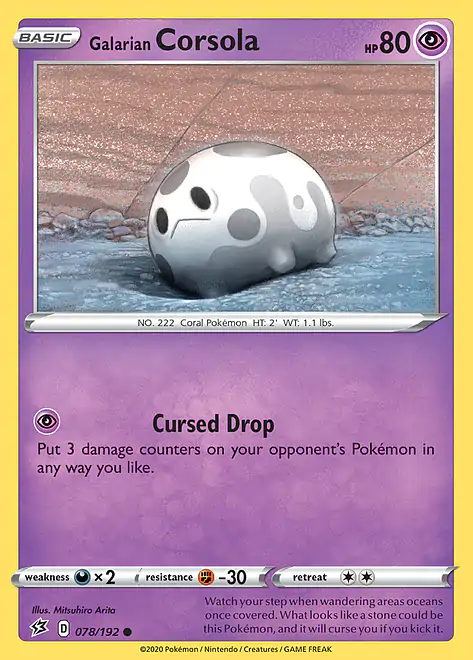 BASIC Galarian Corsola HP 80
NO. 222 Coral Pokémon HT: 2' WT: 1.1 lbs.
Cursed Drop
Put 3 damage counters on your opponent's Pokémon in
any way you like.
weakness ×2 resistance -30 retreat
Illus. Mitsuhiro Arita
D 078/192
Watch your step when wandering areas oceans
once covered. What looks like a stone could be
this Pokémon, and it will curse you if you kick it.
©2020 Pokémon / Nintendo / Creatures / GAME FREAK